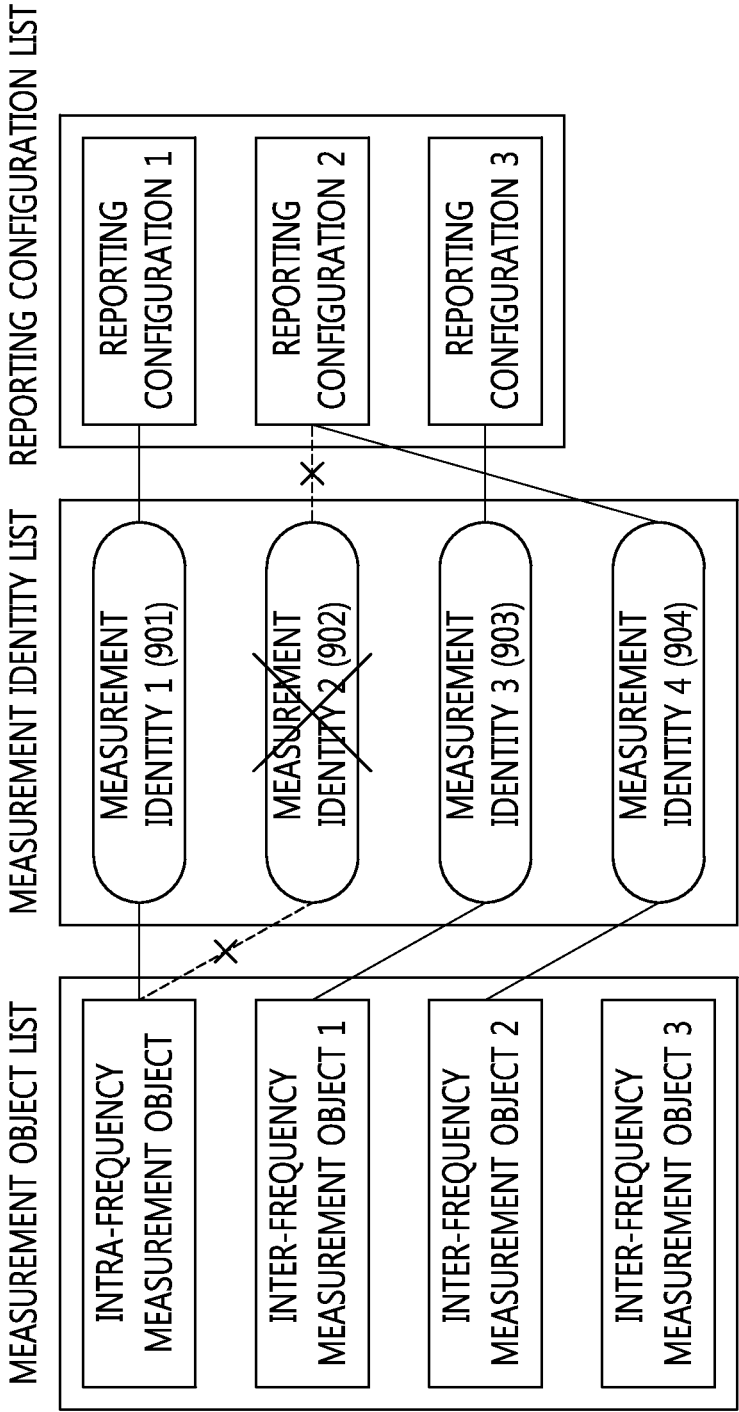 MEASUREMENT OBJECT LIST
INTRA-FREQUENCY
MEASUREMENT OBJECT
INTER-FREQUENCY
MEASUREMENT OBJECT 1
INTER-FREQUENCY
MEASUREMENT OBJECT 2
INTER-FREQUENCY
MEASUREMENT OBJECT 3
MEASUREMENT IDENTITY LIST
MEASUREMENT
IDENTITY 1 (901)
MEASUREMENT
IDENTITY 2 (902)
MEASUREMENT
IDENTITY 3 (903)
MEASUREMENT
IDENTITY 4 (904)
REPORTING CONFIGURATION LIST
REPORTING
CONFIGURATION 1
REPORTING
CONFIGURATION 2
REPORTING
CONFIGURATION 3